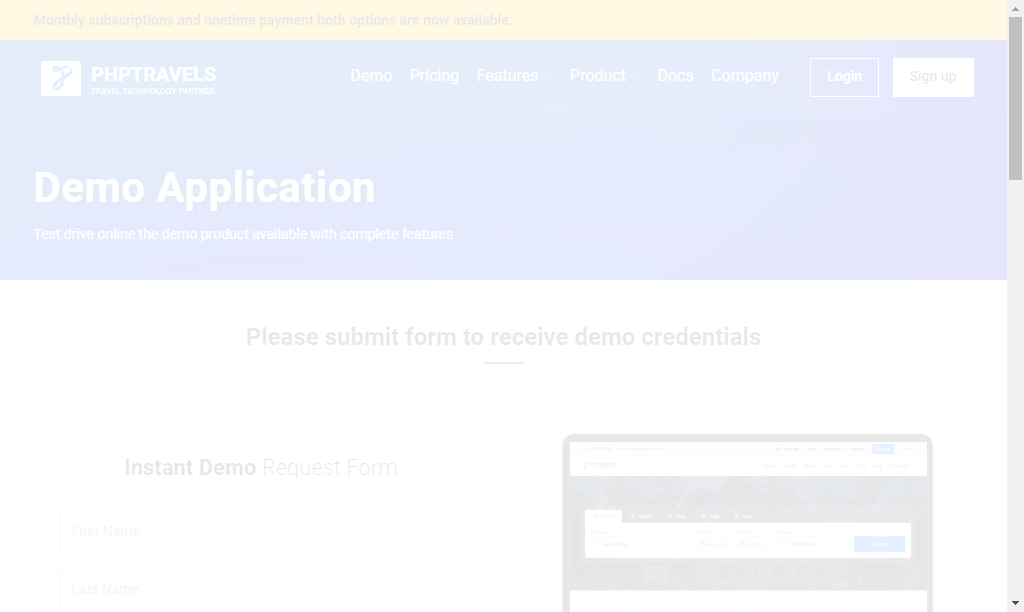 Monthly subscriptions and onetime payment both options are now available.
PHPTRAVELS
TRAVEL TECHNOLOGY PARTNER
Demo Pricing Features Product Docs Company Login Sign up
Demo Application
Test drive online the demo product available with complete features
Please submit form to receive demo credentials
Instant Demo Request Form
First Name
Last Name